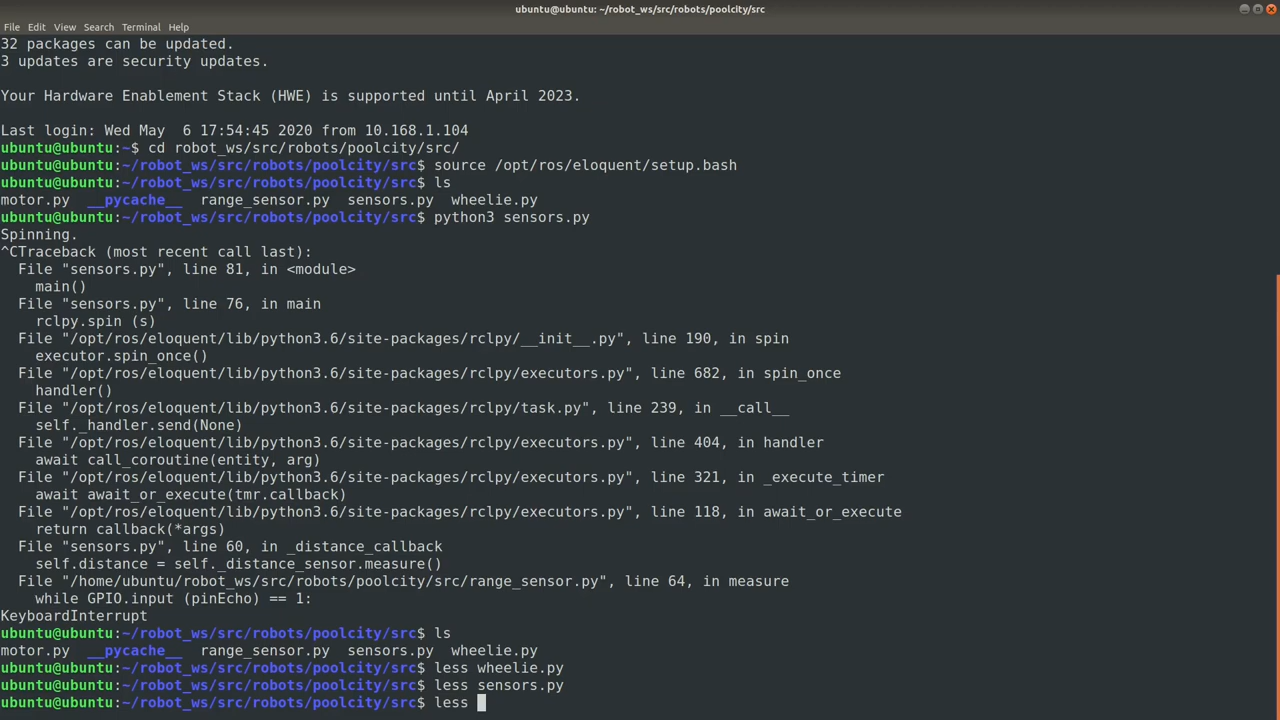 ubuntu@ubuntu: ~/robot_ws/src/robots/poolcity/src
File Edit View Search Terminal Help
32 packages can be updated.
3 updates are security updates.
Your Hardware Enablement Stack (HWE) is supported until April 2023.
Last login: Wed May  6 17:54:45 2020 from 10.168.1.104
ubuntu@ubuntu:~$ cd robot_ws/src/robots/poolcity/src/
ubuntu@ubuntu:~/robot_ws/src/robots/poolcity/src$ source /opt/ros/eloquent/setup.bash
ubuntu@ubuntu:~/robot_ws/src/robots/poolcity/src$ ls
motor.py  __pycache__  range_sensor.py  sensors.py  wheelie.py
ubuntu@ubuntu:~/robot_ws/src/robots/poolcity/src$ python3 sensors.py
Spinning.
^CTraceback (most recent call last):
  File "sensors.py", line 81, in <module>
    main()
  File "sensors.py", line 76, in main
    rclpy.spin (s)
  File "/opt/ros/eloquent/lib/python3.6/site-packages/rclpy/__init__.py", line 190, in spin
    executor.spin_once()
  File "/opt/ros/eloquent/lib/python3.6/site-packages/rclpy/executors.py", line 682, in spin_once
    handler()
  File "/opt/ros/eloquent/lib/python3.6/site-packages/rclpy/task.py", line 239, in __call__
    self._handler.send(None)
  File "/opt/ros/eloquent/lib/python3.6/site-packages/rclpy/executors.py", line 404, in handler
    await call_coroutine(entity, arg)
  File "/opt/ros/eloquent/lib/python3.6/site-packages/rclpy/executors.py", line 321, in _execute_timer
    await await_or_execute(tmr.callback)
  File "/opt/ros/eloquent/lib/python3.6/site-packages/rclpy/executors.py", line 118, in await_or_execute
    return callback(*args)
  File "sensors.py", line 60, in _distance_callback
    self.distance = self._distance_sensor.measure()
  File "/home/ubuntu/robot_ws/src/robots/poolcity/src/range_sensor.py", line 64, in measure
    while GPIO.input (pinEcho) == 1:
KeyboardInterrupt
ubuntu@ubuntu:~/robot_ws/src/robots/poolcity/src$ ls
motor.py  __pycache__  range_sensor.py  sensors.py  wheelie.py
ubuntu@ubuntu:~/robot_ws/src/robots/poolcity/src$ less wheelie.py
ubuntu@ubuntu:~/robot_ws/src/robots/poolcity/src$ less sensors.py
ubuntu@ubuntu:~/robot_ws/src/robots/poolcity/src$ less